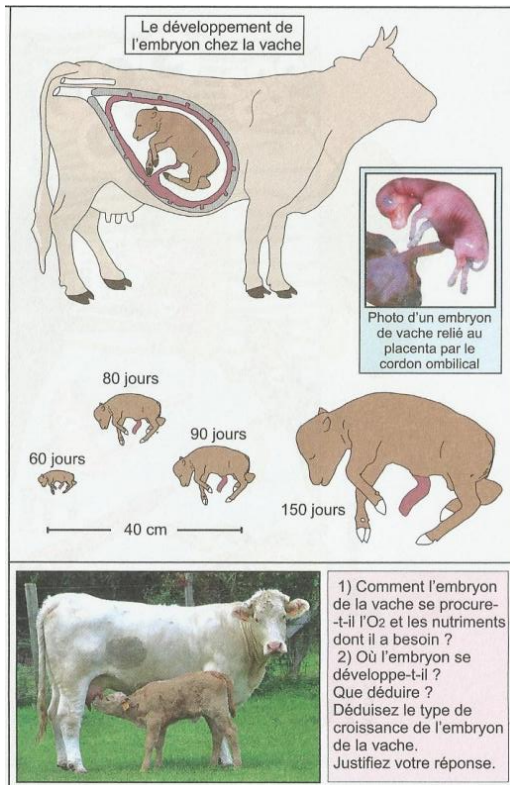 Le développement de
l'embryon chez la vache
Photo d'un embryon
de vache relié au
placenta par le
cordon ombilical
80 jours
90 jours
60 jours
150 jours
40 cm
1) Comment l'embryon
de la vache se procure-
-t-il l'O2 et les nutriments
dont il a besoin ?
2) Où l'embryon se
développe-t-il ?
Que déduire ?
Déduisez le type de
croissance de l'embryon
de la vache.
Justifiez votre réponse.